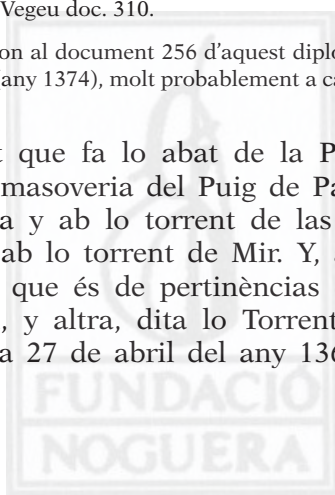 Vegeu doc. 310.
on al document 256 d'aquest diplo
any 1374), molt probablement a ca
que fa lo abat de la P
masoveria del Puig de Pa
a y ab lo torrent de las
ab lo torrent de Mir. Y,
que és de pertinències
, y altra, dita lo Torrent
a 27 de abril del any 136
FUNDACIÓ
NOGUERA